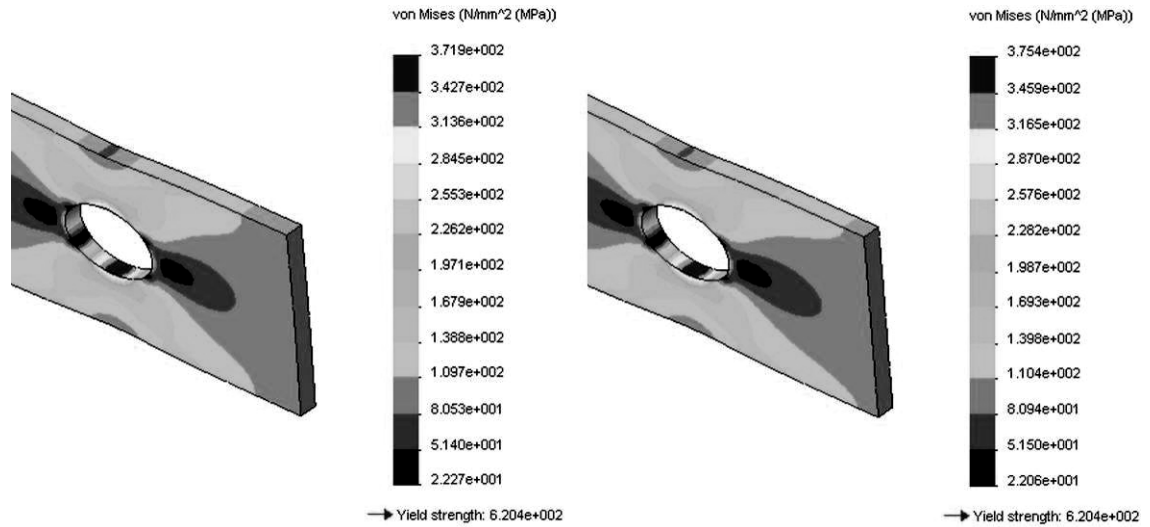 von Mises (N/mm^2 (MPa))
3.719e+002
3.427e+002
3.136e+002
2.845e+002
2.553e+002
2.262e+002
1.971e+002
1.679e+002
1.388e+002
1.097e+002
8.053e+001
5.140e+001
2.227e+001
Yield strength: 6.204e+002
von Mises (N/mm^2 (MPa))
3.754e+002
3.459e+002
3.165e+002
2.870e+002
2.576e+002
2.282e+002
1.987e+002
1.693e+002
1.398e+002
1.104e+002
8.094e+001
5.150e+001
2.206e+001
Yield strength: 6.204e+002